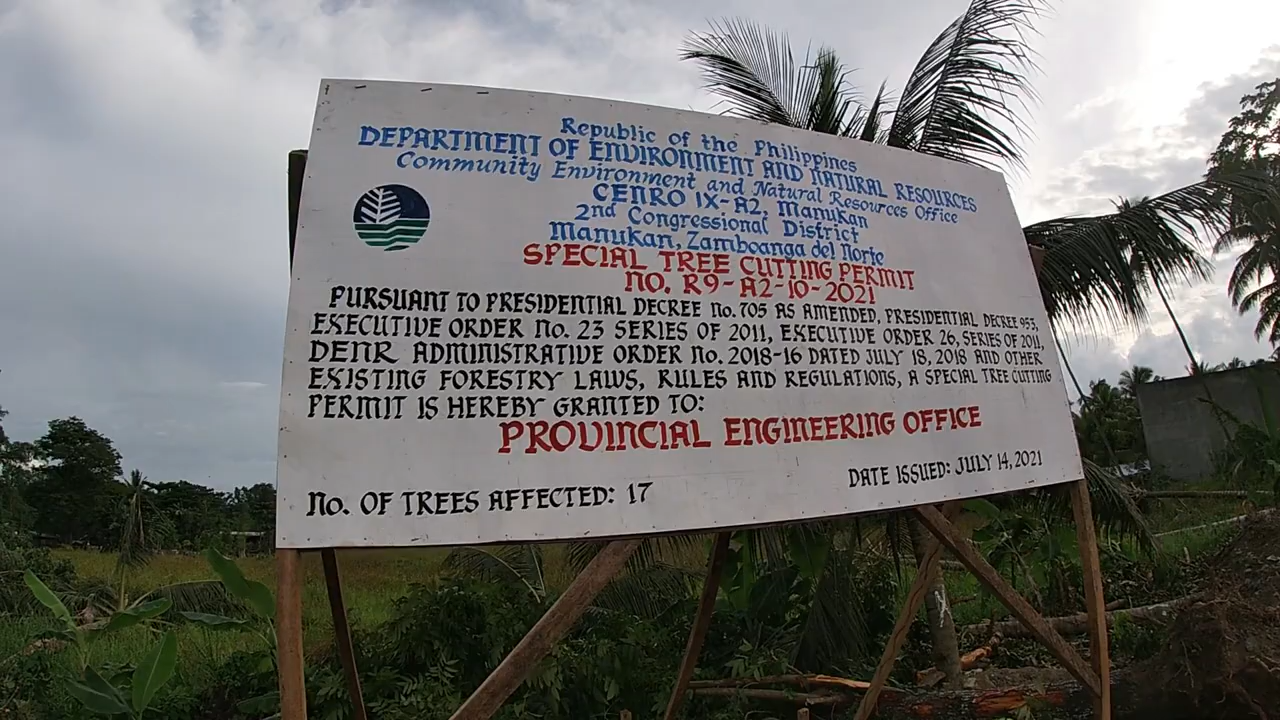 Republic of the Philippines
DEPARTMENT OF ENVIRONMENT AND NATURAL RESOURCES
Community Environment and Natural Resources Office
CENRO IX-A2, Manukan
2nd Congressional District
Manukan, Zamboanga del Norte
SPECIAL TREE CUTTING PERMIT
NO. R9-A2-10-2021
PURSUANT TO PRESIDENTIAL DECREE No. 705 AS AMENDED, PRESIDENTIAL DECREE 953,
EXECUTIVE ORDER No. 23 SERIES OF 2011, EXECUTIVE ORDER 26, SERIES OF 2011,
DENR ADMINISTRATIVE ORDER No. 2018-16 DATED JULY 18, 2018 AND OTHER
EXISTING FORESTRY LAWS, RULES AND REGULATIONS, A SPECIAL TREE CUTTING
PERMIT IS HEREBY GRANTED TO:
PROVINCIAL ENGINEERING OFFICE
No. OF TREES AFFECTED: 17
DATE ISSUED: JULY 14, 2021